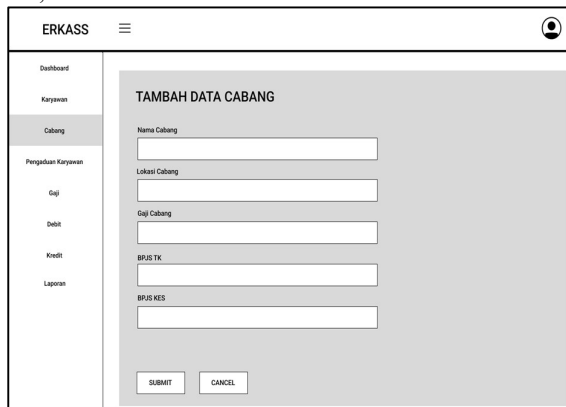 ERKASS
Dashboard
Karyawan
Cabang
Pengaduan Karyawan
Gaji
Debit
Kredit
Laporan
TAMBAH DATA CABANG
Nama Cabang
Lokasi Cabang
Gaji Cabang
BPJS TK
BPJS KES
SUBMIT CANCEL